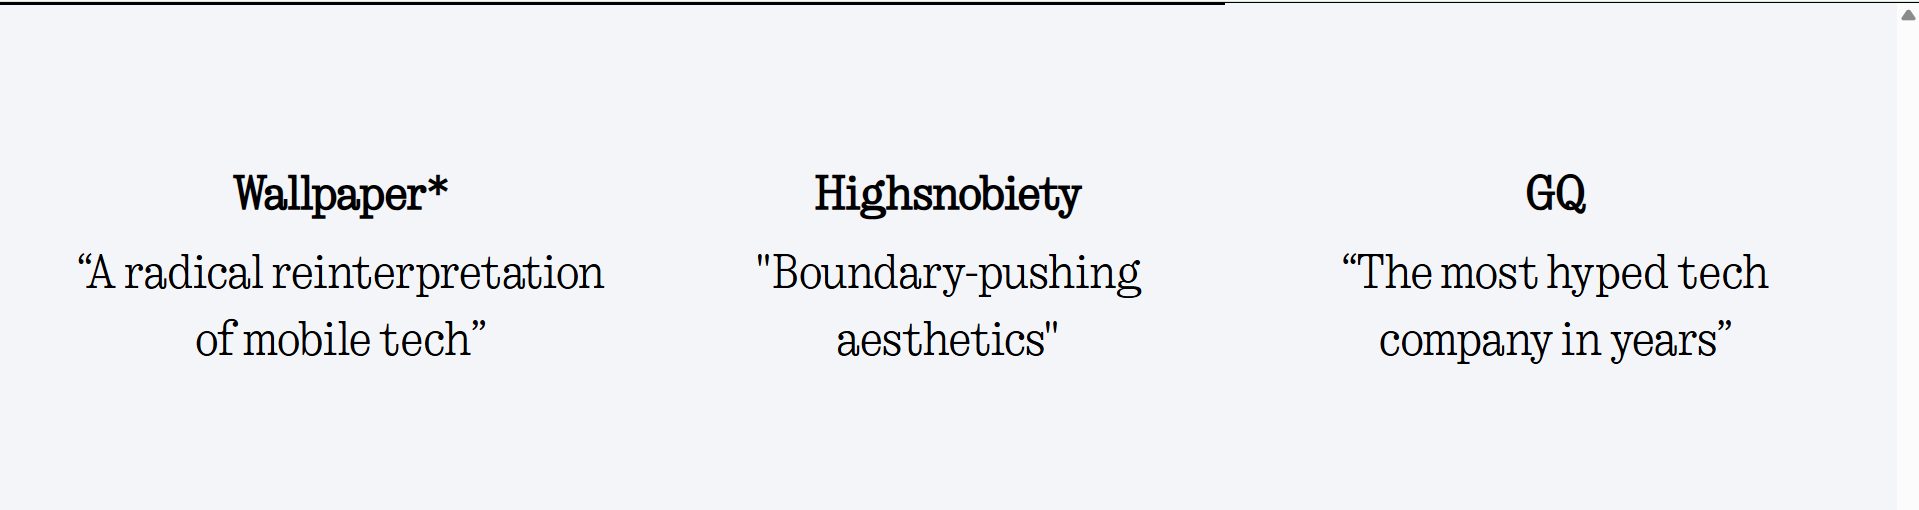 Wallpaper*
“A radical reinterpretation
of mobile tech”
Highsnobiety
"Boundary-pushing
aesthetics"
GQ
“The most hyped tech
company in years”